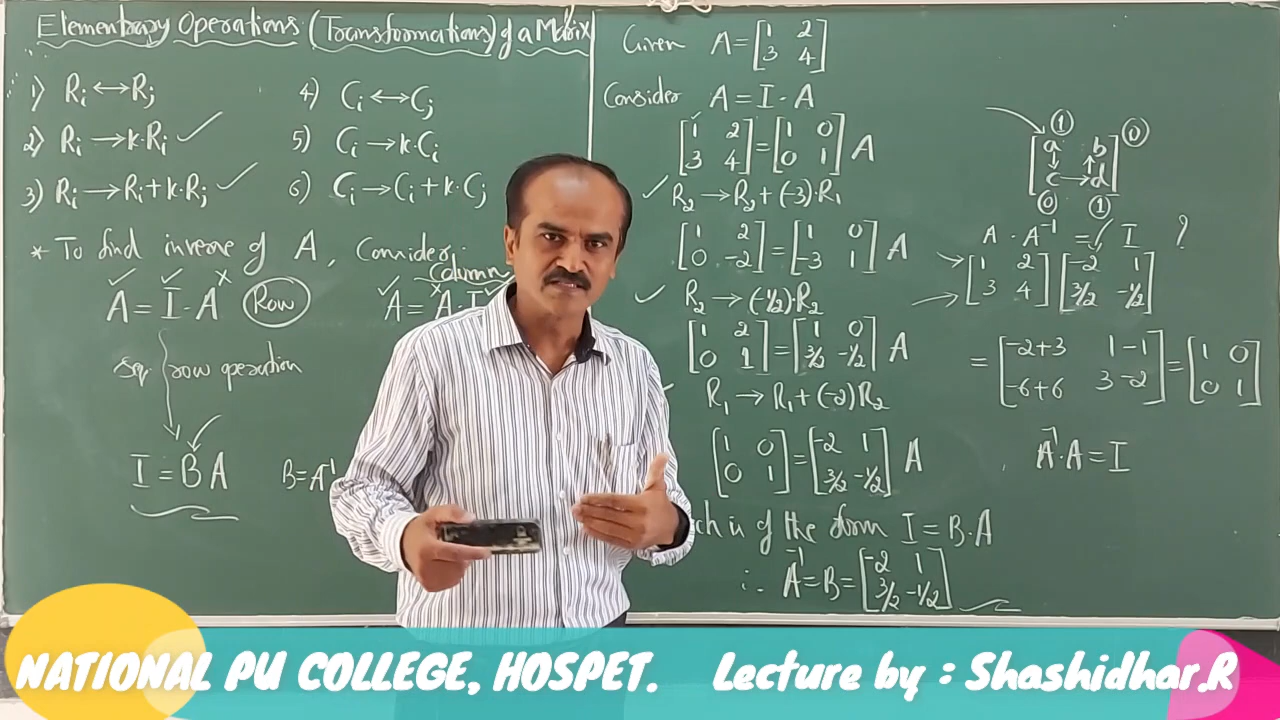 Elementary Operations (Transformations) of a Matrix
1) Ri ↔ Rj
2) Ri → k·Ri ✓
3) Ri → Ri + k·Rj ✓
4) Ci ↔ Cj
5) Ci → k·Ci
6) Ci → Ci + k·Cj
* To find inverse of A, Consider
A = I·A Row
Column
A = A·I
row operation
I = BA B = A⁻¹
Given A = [1 2; 3 4]
Consider A = I·A
[1 2; 3 4] = [1 0; 0 1] A
✓ R₂ → R₂ + (-3)·R₁
[1 2; 0 -2] = [1 0; -3 1] A
✓ R₂ → (-1/2)·R₂
[1 2; 0 1] = [1 0; 3/2 -1/2] A
R₁ → R₁ + (-2)R₂
[1 0; 0 1] = [-2 1; 3/2 -1/2] A
of the form I = B·A
∴ A⁻¹ = B = [-2 1; 3/2 -1/2]
① ⓪
[a b; c d]
⓪ ①
A·A⁻¹ = I ?
[1 2; 3 4] [-2 1; 3/2 -1/2]
= [-2+3 1-1; -6+6 3-2] = [1 0; 0 1]
A⁻¹·A = I
NATIONAL PU COLLEGE, HOSPET. Lecture by : Shashidhar.R